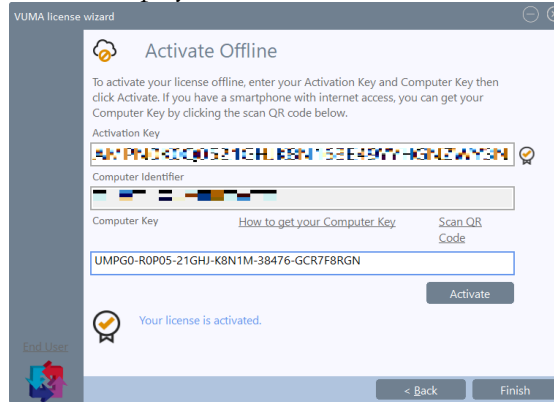 VUMA license wizard
Activate Offline
To activate your license offline, enter your Activation Key and Computer Key then
click Activate. If you have a smartphone with internet access, you can get your
Computer Key by clicking the scan QR code below.
Activation Key
Computer Identifier
Computer Key How to get your Computer Key Scan QR
Code
UMPG0-R0P05-21GHJ-K8N1M-38476-GCR7F8RGN
Activate
Your license is activated.
End User
< Back Finish